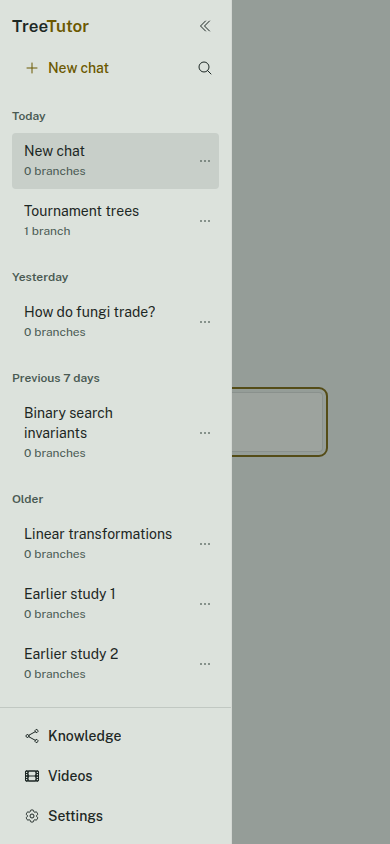 TreeTutor
New chat
Today
New chat
0 branches
Tournament trees
1 branch
Yesterday
How do fungi trade?
0 branches
Previous 7 days
Binary search
invariants
0 branches
Older
Linear transformations
0 branches
Earlier study 1
0 branches
Earlier study 2
0 branches
Knowledge
Videos
Settings